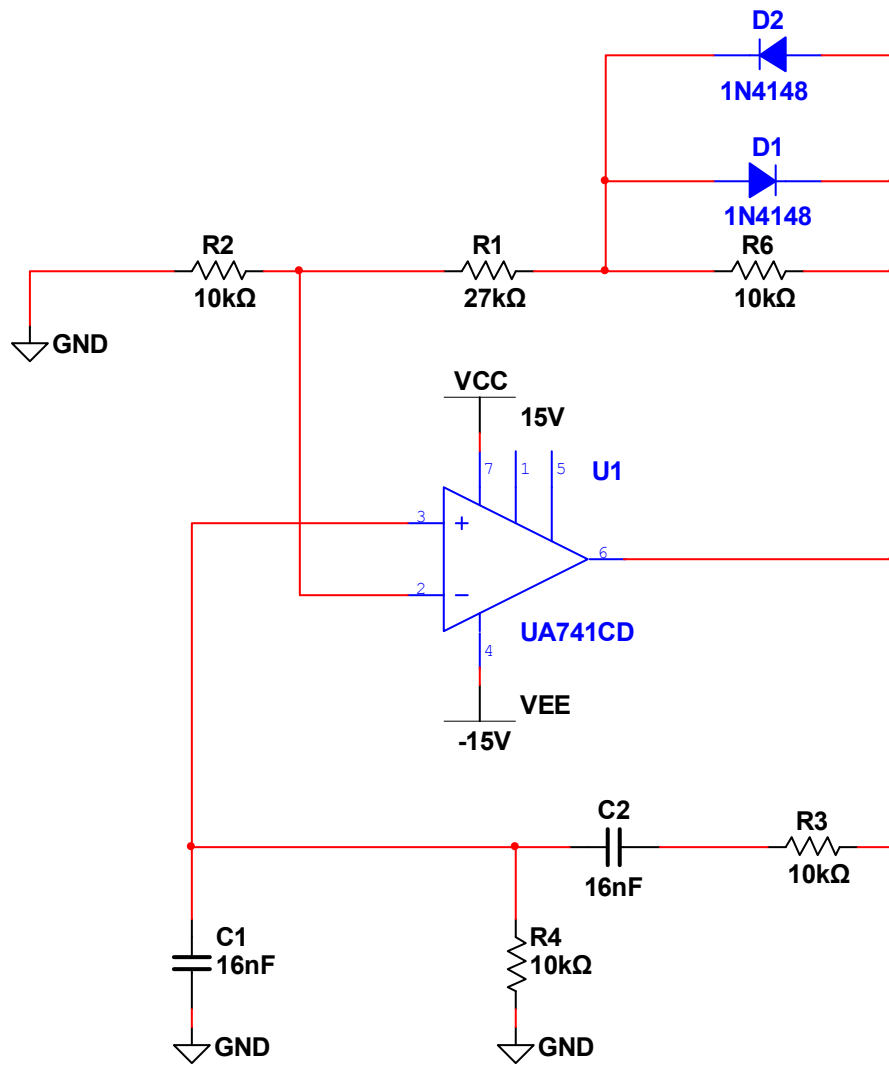 D2
1N4148
D1
1N4148
R2
10kΩ
R1
27kΩ
R6
10kΩ
GND
VCC
15V
7
1
5
U1
3
+
6
2
−
UA741CD
4
VEE
-15V
C2
16nF
R3
10kΩ
C1
16nF
R4
10kΩ
GND
GND